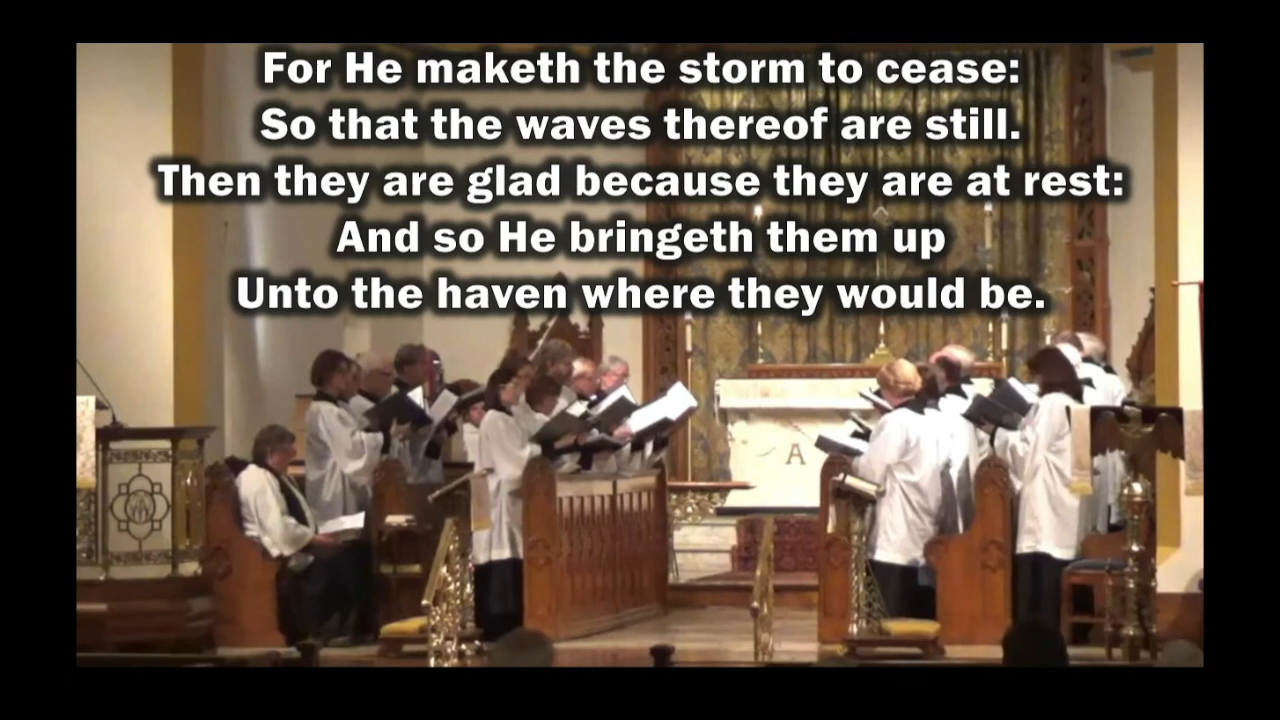 For He maketh the storm to cease:
So that the waves thereof are still.
Then they are glad because they are at rest:
And so He bringeth them up
Unto the haven where they would be.
A